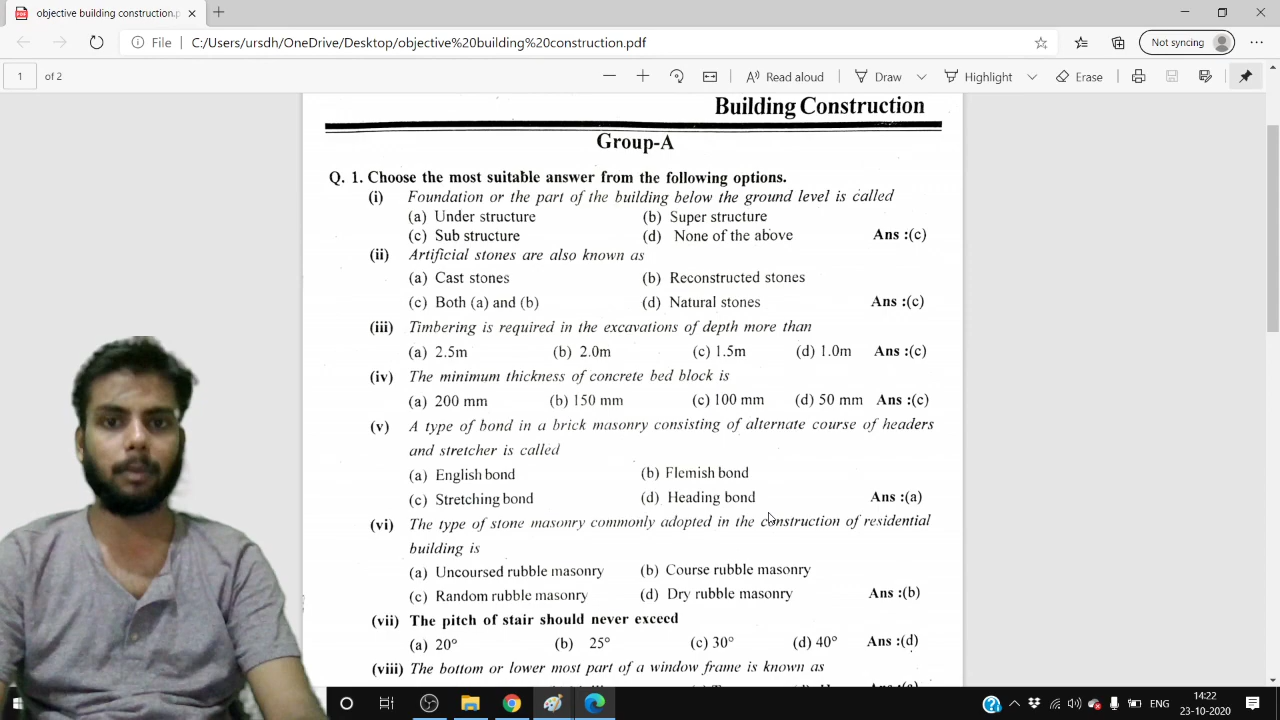 objective building construction.p
File
C:/Users/ursdh/OneDrive/Desktop/objective%20building%20construction.pdf
Not syncing
1 of 2
Read aloud
Draw
Highlight
Erase
Building Construction
Group-A
Q. 1. Choose the most suitable answer from the following options.
(i) Foundation or the part of the building below the ground level is called
(a) Under structure (b) Super structure
(c) Sub structure (d) None of the above Ans :(c)
(ii) Artificial stones are also known as
(a) Cast stones (b) Reconstructed stones
(c) Both (a) and (b) (d) Natural stones Ans :(c)
(iii) Timbering is required in the excavations of depth more than
(a) 2.5m (b) 2.0m (c) 1.5m (d) 1.0m Ans :(c)
(iv) The minimum thickness of concrete bed block is
(a) 200 mm (b) 150 mm (c) 100 mm (d) 50 mm Ans :(c)
(v) A type of bond in a brick masonry consisting of alternate course of headers
and stretcher is called
(a) English bond (b) Flemish bond
(c) Stretching bond (d) Heading bond Ans :(a)
(vi) The type of stone masonry commonly adopted in the construction of residential
building is
(a) Uncoursed rubble masonry (b) Course rubble masonry
(c) Random rubble masonry (d) Dry rubble masonry Ans :(b)
(vii) The pitch of stair should never exceed
(a) 20° (b) 25° (c) 30° (d) 40° Ans :(d)
(viii) The bottom or lower most part of a window frame is known as
ENG
14:22
23-10-2020